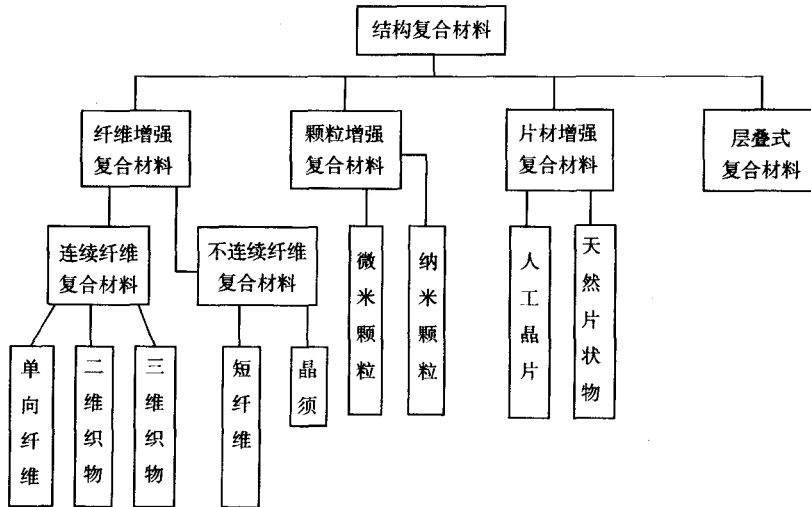 结构复合材料
纤维增强
复合材料
颗粒增强
复合材料
片材增强
复合材料
层叠式
复合材料
连续纤维
复合材料
不连续纤维
复合材料
微米颗粒
纳米颗粒
人工晶片
天然片状物
单向纤维
二维织物
三维织物
短纤维
晶须